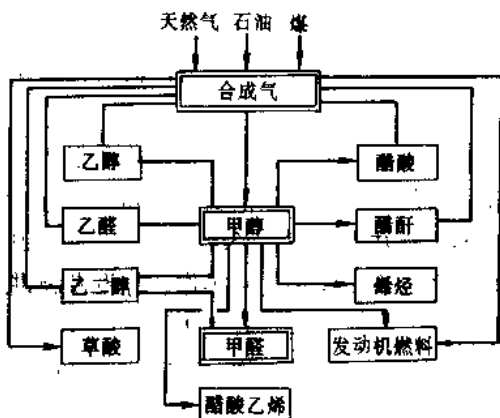 天然气 石油 煤
合成气
乙醇 醋酸
乙醛 甲醇 醋酐
乙二醇 烯烃
草酸 甲醛 发动机燃料
醋酸乙烯